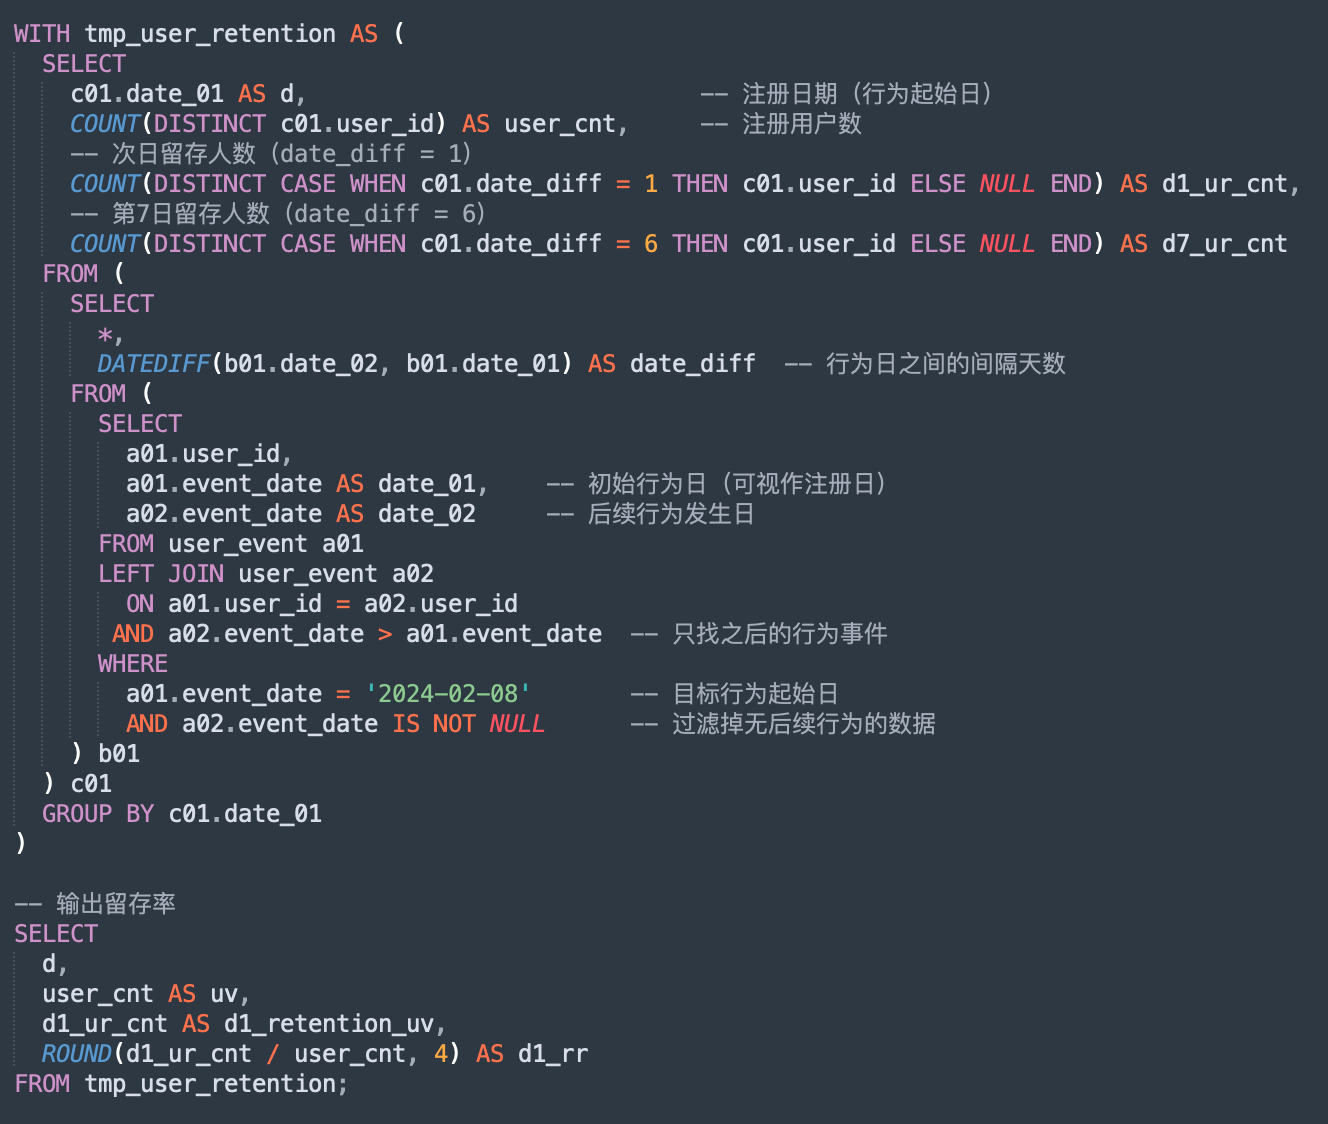 WITH tmp_user_retention AS (
  SELECT
    c01.date_01 AS d,                            -- 注册日期（行为起始日）
    COUNT(DISTINCT c01.user_id) AS user_cnt,     -- 注册用户数
    -- 次日留存人数（date_diff = 1）
    COUNT(DISTINCT CASE WHEN c01.date_diff = 1 THEN c01.user_id ELSE NULL END) AS d1_ur_cnt,
    -- 第7日留存人数（date_diff = 6）
    COUNT(DISTINCT CASE WHEN c01.date_diff = 6 THEN c01.user_id ELSE NULL END) AS d7_ur_cnt
  FROM (
    SELECT
      *,
      DATEDIFF(b01.date_02, b01.date_01) AS date_diff  -- 行为日之间的间隔天数
    FROM (
      SELECT
        a01.user_id,
        a01.event_date AS date_01,    -- 初始行为日（可视作注册日）
        a02.event_date AS date_02     -- 后续行为发生日
      FROM user_event a01
      LEFT JOIN user_event a02
        ON a01.user_id = a02.user_id
       AND a02.event_date > a01.event_date  -- 只找之后的行为事件
      WHERE
        a01.event_date = '2024-02-08'       -- 目标行为起始日
        AND a02.event_date IS NOT NULL      -- 过滤掉无后续行为的数据
    ) b01
  ) c01
  GROUP BY c01.date_01
)

-- 输出留存率
SELECT
  d,
  user_cnt AS uv,
  d1_ur_cnt AS d1_retention_uv,
  ROUND(d1_ur_cnt / user_cnt, 4) AS d1_rr
FROM tmp_user_retention;